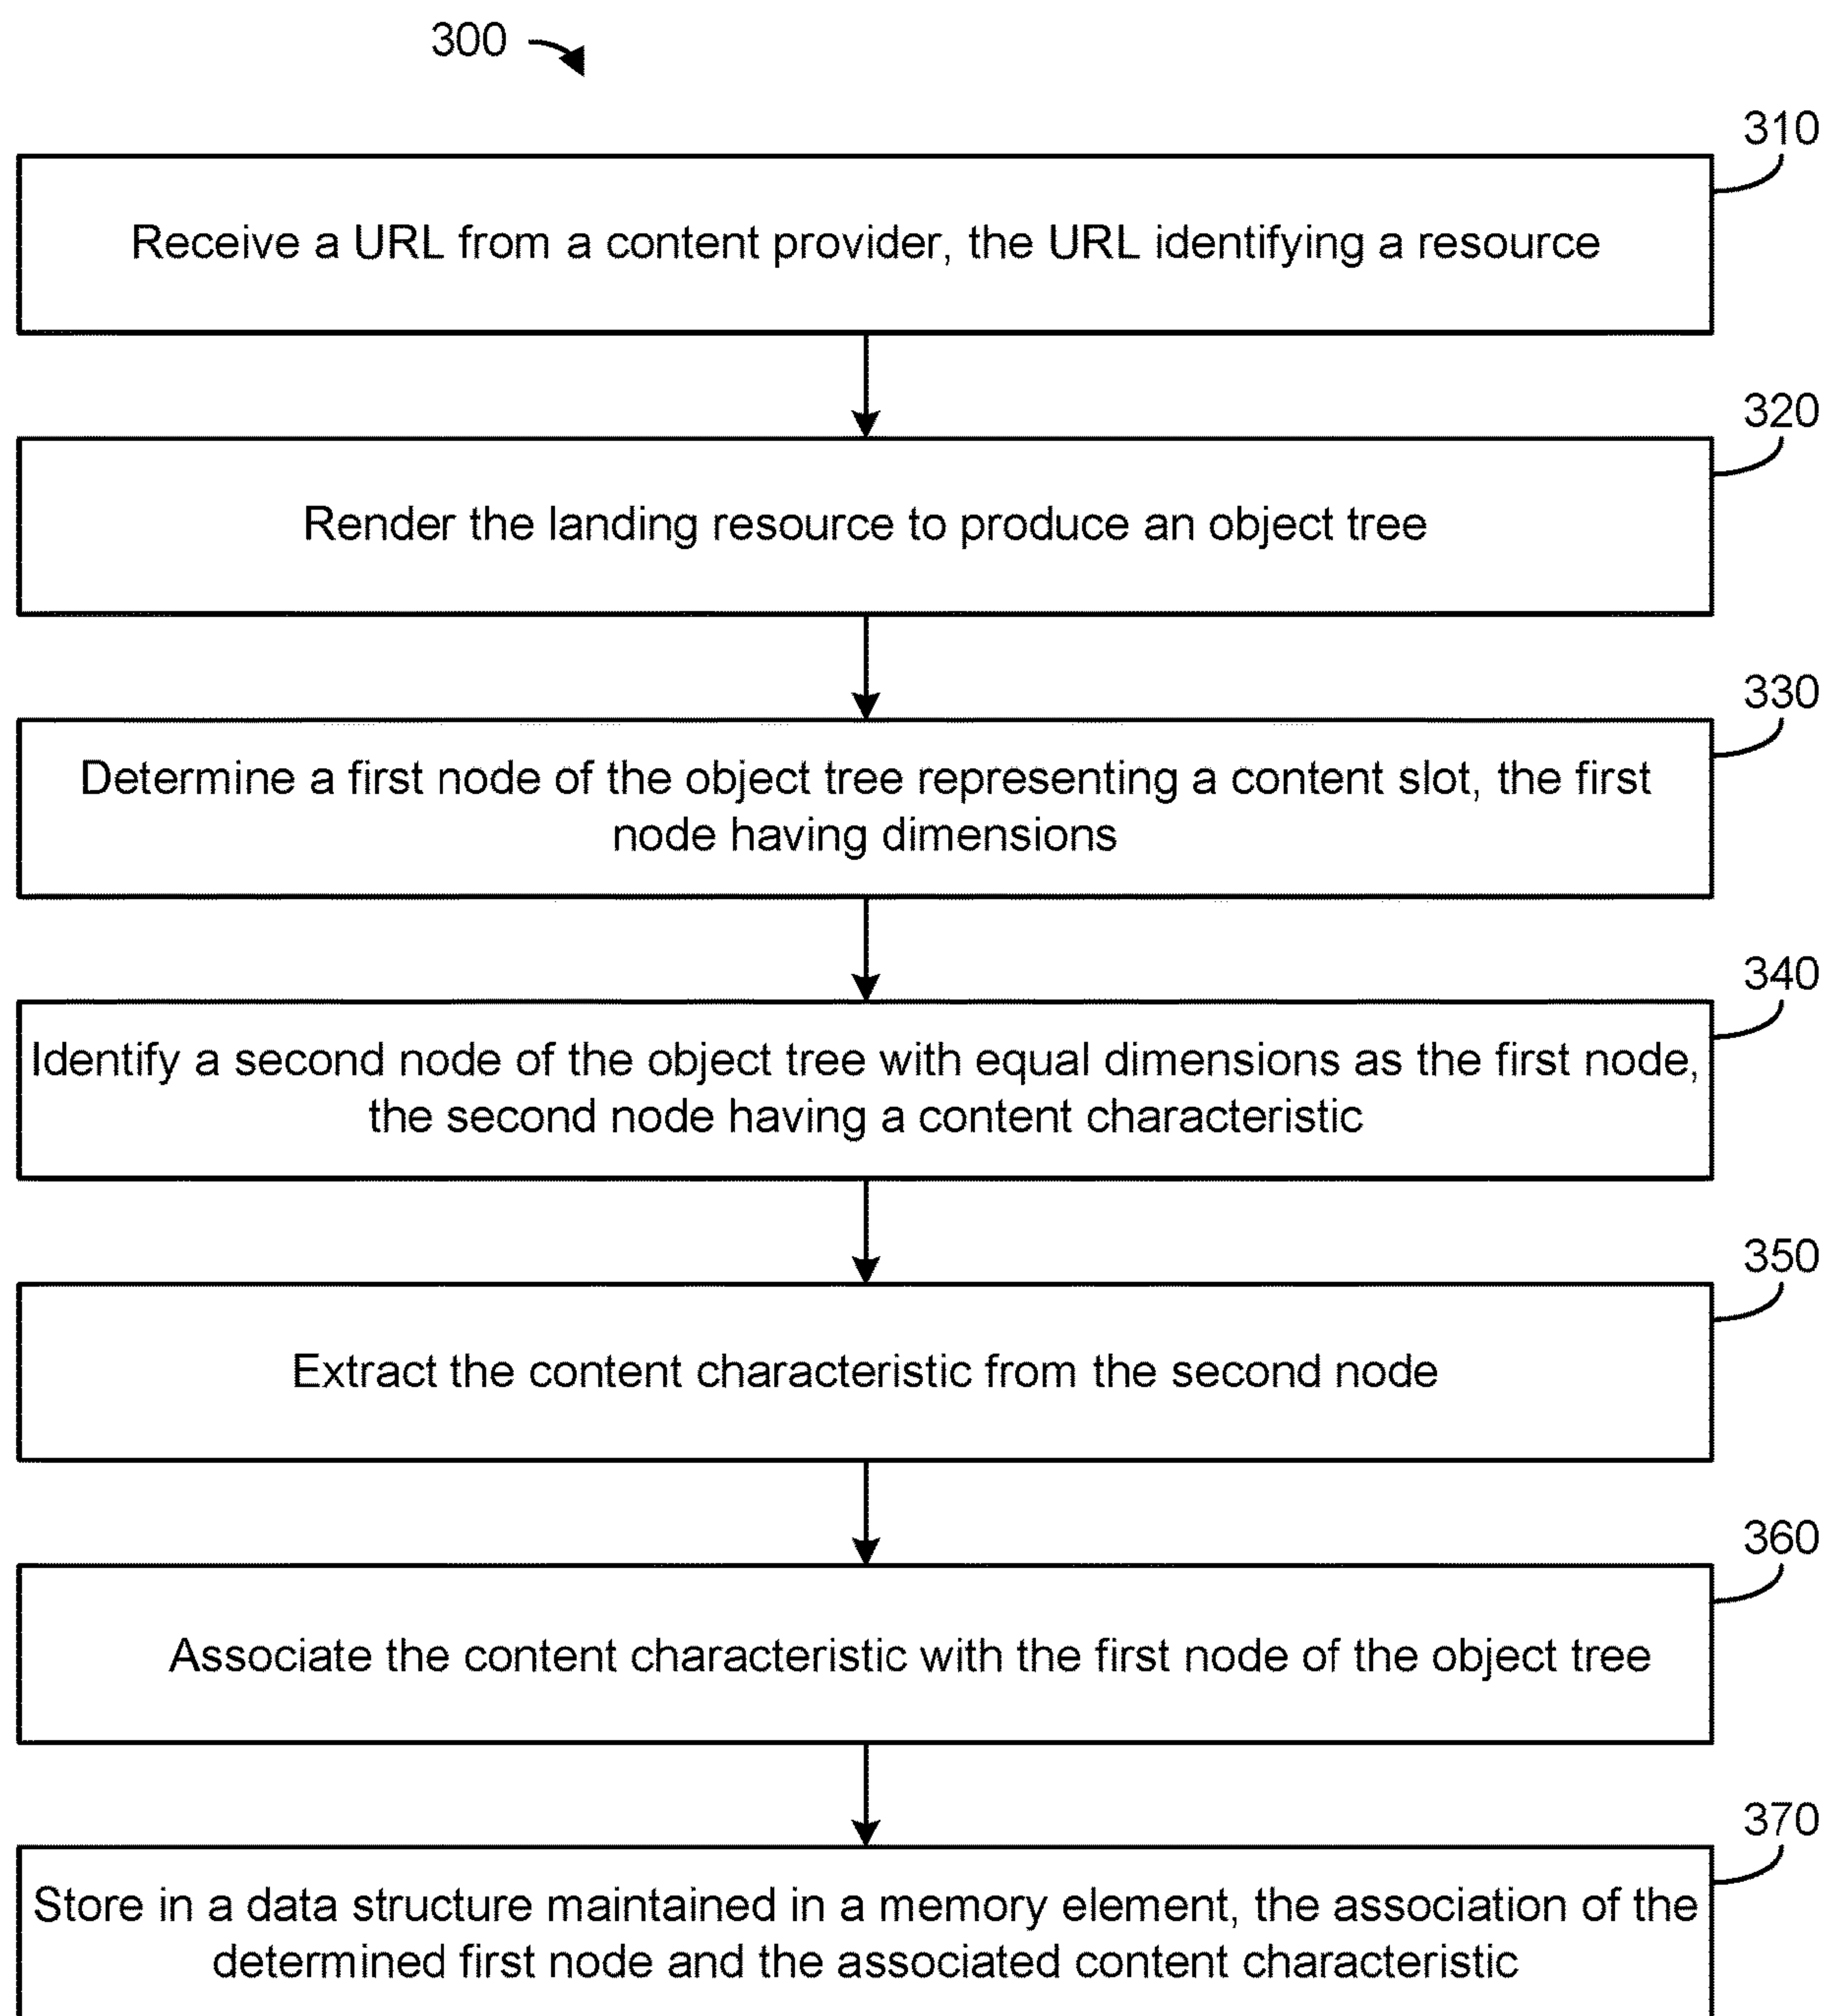 300
310
Receive a URL from a content provider, the URL identifying a resource
320
Render the landing resource to produce an object tree
330
Determine a first node of the object tree representing a content slot, the first
node having dimensions
340
Identify a second node of the object tree with equal dimensions as the first node,
the second node having a content characteristic
350
Extract the content characteristic from the second node
360
Associate the content characteristic with the first node of the object tree
370
Store in a data structure maintained in a memory element, the association of the
determined first node and the associated content characteristic